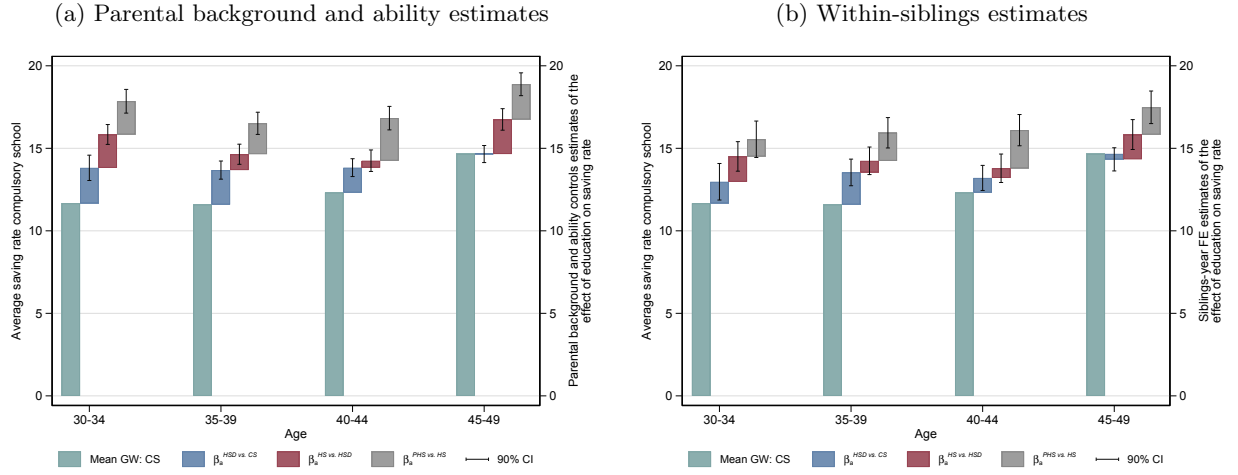 (a) Parental background and ability estimates
20
15
10
5
0
20
15
10
5
0
Average saving rate compulsory school
Parental background and ability controls estimates of the
effect of education on saving rate
30-34 35-39 40-44 45-49
Age
Mean GW: CS β_a^{HSD vs. CS} β_a^{HS vs. HSD} β_a^{PHS vs. HS} 90% CI
(b) Within-siblings estimates
20
15
10
5
0
20
15
10
5
0
Average saving rate compulsory school
Siblings-year FE estimates of the
effect of education on saving rate
30-34 35-39 40-44 45-49
Age
Mean GW: CS β_a^{HSD vs. CS} β_a^{HS vs. HSD} β_a^{PHS vs. HS} 90% CI